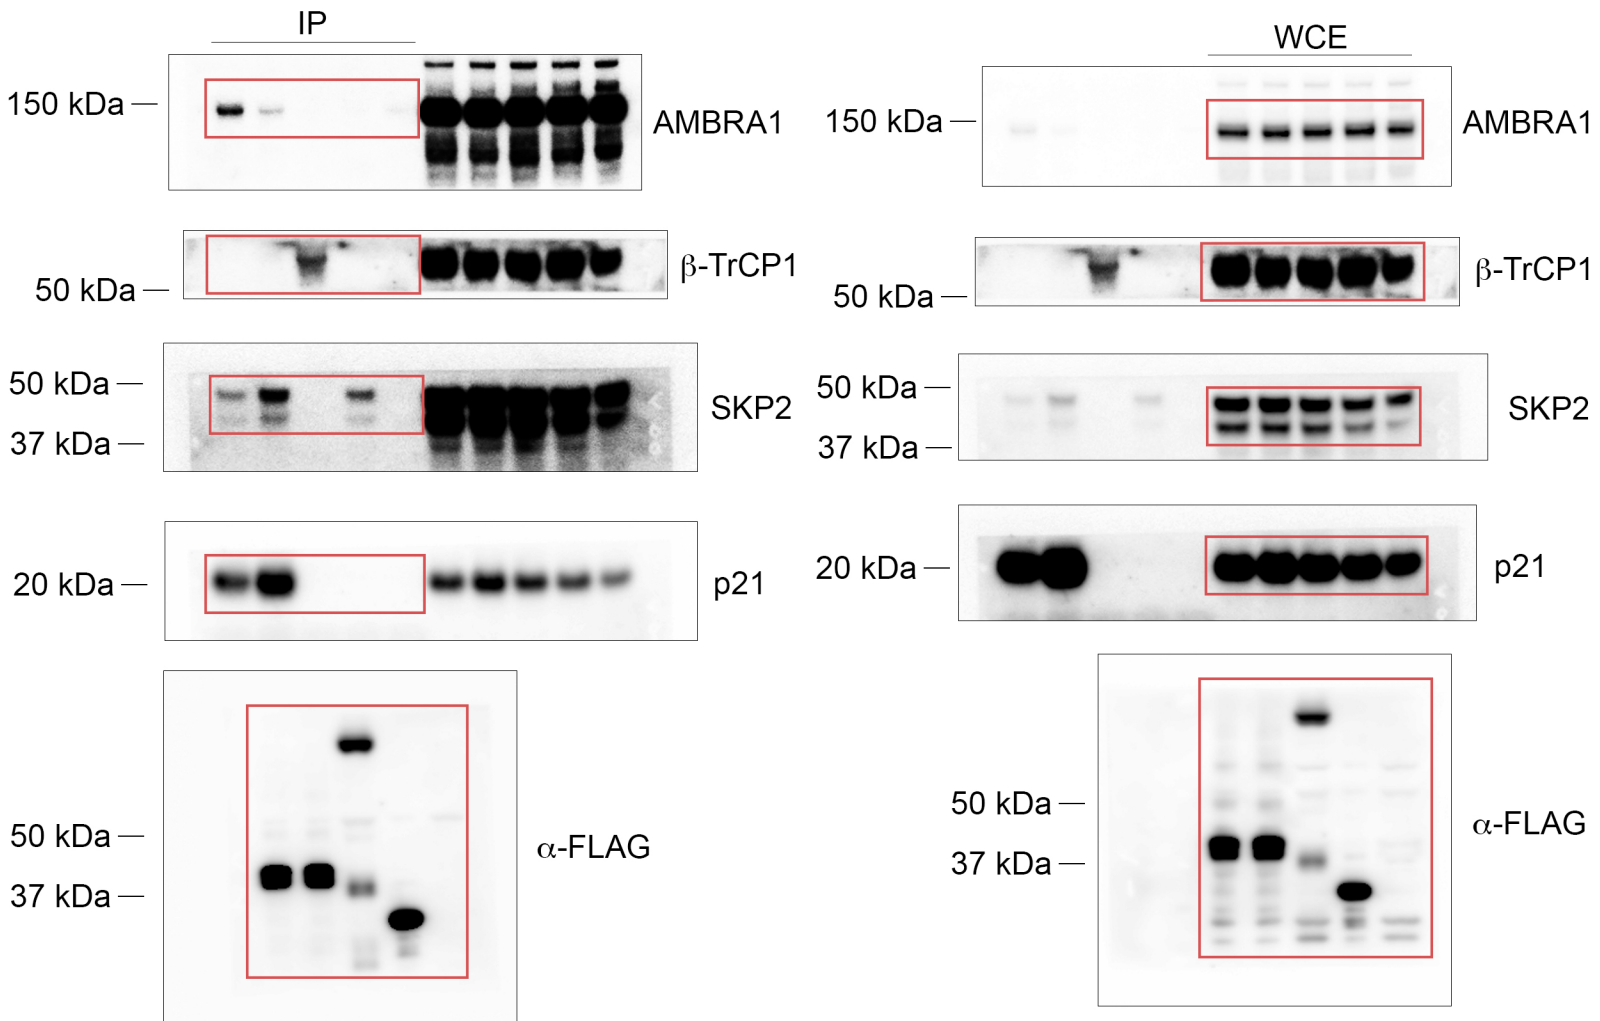 IP
150 kDa
AMBRA1
50 kDa
β-TrCP1
50 kDa
SKP2
37 kDa
20 kDa
p21
50 kDa
α-FLAG
37 kDa
WCE
150 kDa
AMBRA1
50 kDa
β-TrCP1
50 kDa
SKP2
37 kDa
20 kDa
p21
50 kDa
α-FLAG
37 kDa